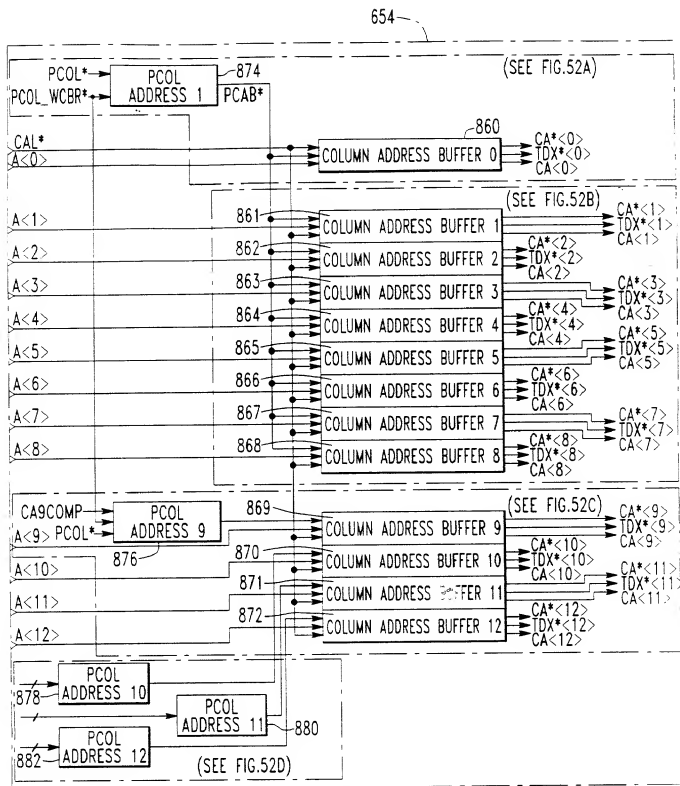 654
PCOL*
PCOL_WCBR*
PCOL
ADDRESS 1
874
PCAB*
(SEE FIG.52A)
CAL*
A<0>
860
COLUMN ADDRESS BUFFER 0
CA*<0>
TDX*<0>
CA<0>
(SEE FIG.52B)
A<1>
861
COLUMN ADDRESS BUFFER 1
CA*<1>
TDX*<1>
CA<1>
A<2>
862
COLUMN ADDRESS BUFFER 2
CA*<2>
TDX*<2>
CA<2>
A<3>
863
COLUMN ADDRESS BUFFER 3
CA*<3>
TDX*<3>
CA<3>
A<4>
864
COLUMN ADDRESS BUFFER 4
CA*<4>
TDX*<4>
CA<4>
A<5>
865
COLUMN ADDRESS BUFFER 5
CA*<5>
TDX*<5>
CA<5>
A<6>
866
COLUMN ADDRESS BUFFER 6
CA*<6>
TDX*<6>
CA<6>
A<7>
867
COLUMN ADDRESS BUFFER 7
CA*<7>
TDX*<7>
CA<7>
A<8>
868
COLUMN ADDRESS BUFFER 8
CA*<8>
TDX*<8>
CA<8>
CA9COMP
PCOL*
PCOL
ADDRESS 9
876
(SEE FIG.52C)
A<9>
869
COLUMN ADDRESS BUFFER 9
CA*<9>
TDX*<9>
CA<9>
A<10>
870
COLUMN ADDRESS BUFFER 10
CA*<10>
TDX*<10>
CA<10>
A<11>
871
COLUMN ADDRESS BUFFER 11
CA*<11>
TDX*<11>
CA<11>
A<12>
872
COLUMN ADDRESS BUFFER 12
CA*<12>
TDX*<12>
CA<12>
878
PCOL
ADDRESS 10
PCOL
ADDRESS 11
880
882
PCOL
ADDRESS 12
(SEE FIG.52D)